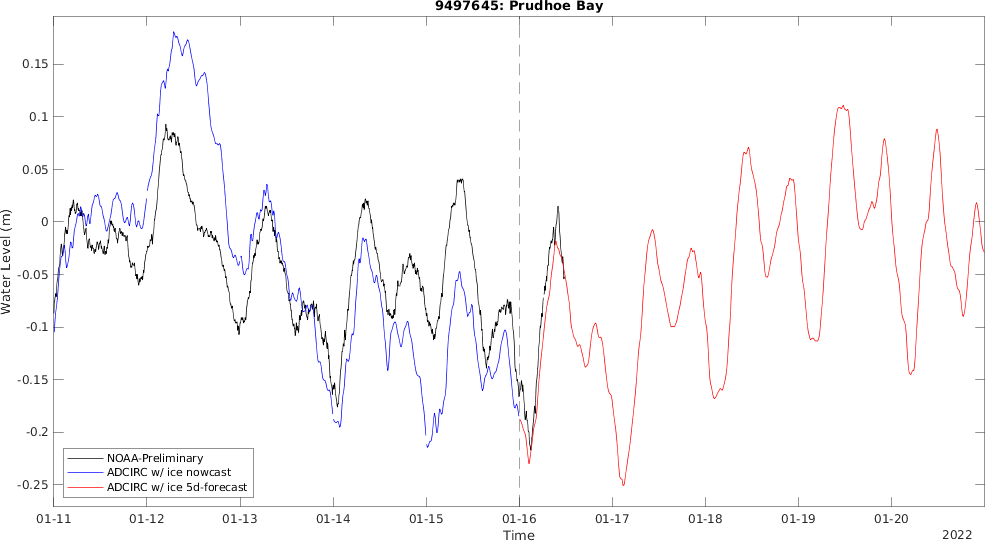 9497645: Prudhoe Bay
Water Level (m)
0.15
0.1
0.05
0
-0.05
-0.1
-0.15
-0.2
-0.25
NOAA-Preliminary
ADCIRC w/ ice nowcast
ADCIRC w/ ice 5d-forecast
01-11 01-12 01-13 01-14 01-15 01-16 01-17 01-18 01-19 01-20
Time
2022